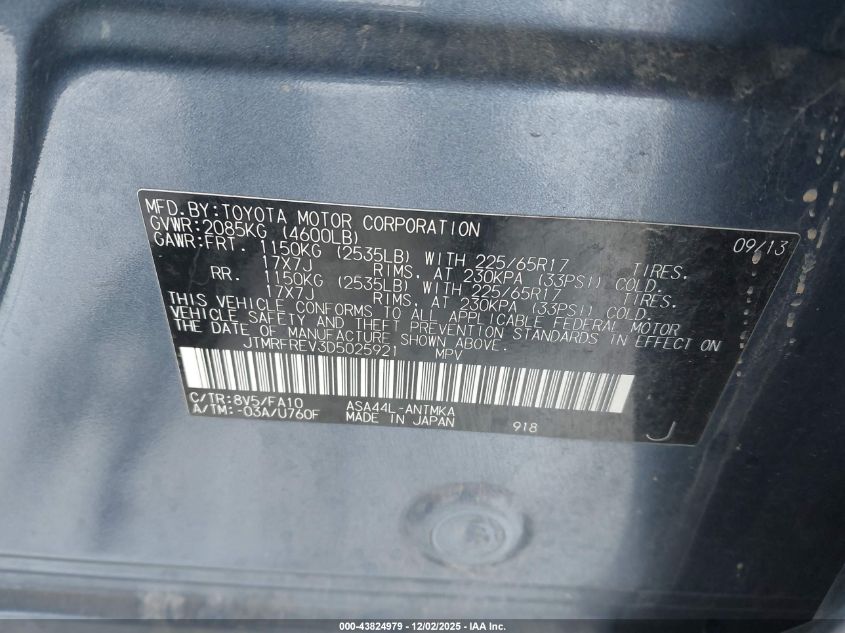 MFD.BY:TOYOTA MOTOR CORPORATION 09/13
GVWR:2085KG (4600LB)
GAWR:FRT. 1150KG (2535LB) WITH 225/65R17 TIRES.
17X7J RIMS. AT 230KPA (33PSI) COLD.
RR. 1150KG (2535LB) WITH 225/65R17 TIRES.
17X7J RIMS. AT 230KPA (33PSI) COLD.
THIS VEHICLE CONFORMS TO ALL APPLICABLE FEDERAL MOTOR
VEHICLE SAFETY AND THEFT PREVENTION STANDARDS IN EFFECT ON
THE DATE OF MANUFACTURE SHOWN ABOVE.
JTMRFREV3D5025921 MPV
C/TR:8V5/FA10 ASA44L-ANTMKA
A/TM:-03A/U760F MADE IN JAPAN 918 J
000-43824979 - 12/02/2025 - IAA Inc.